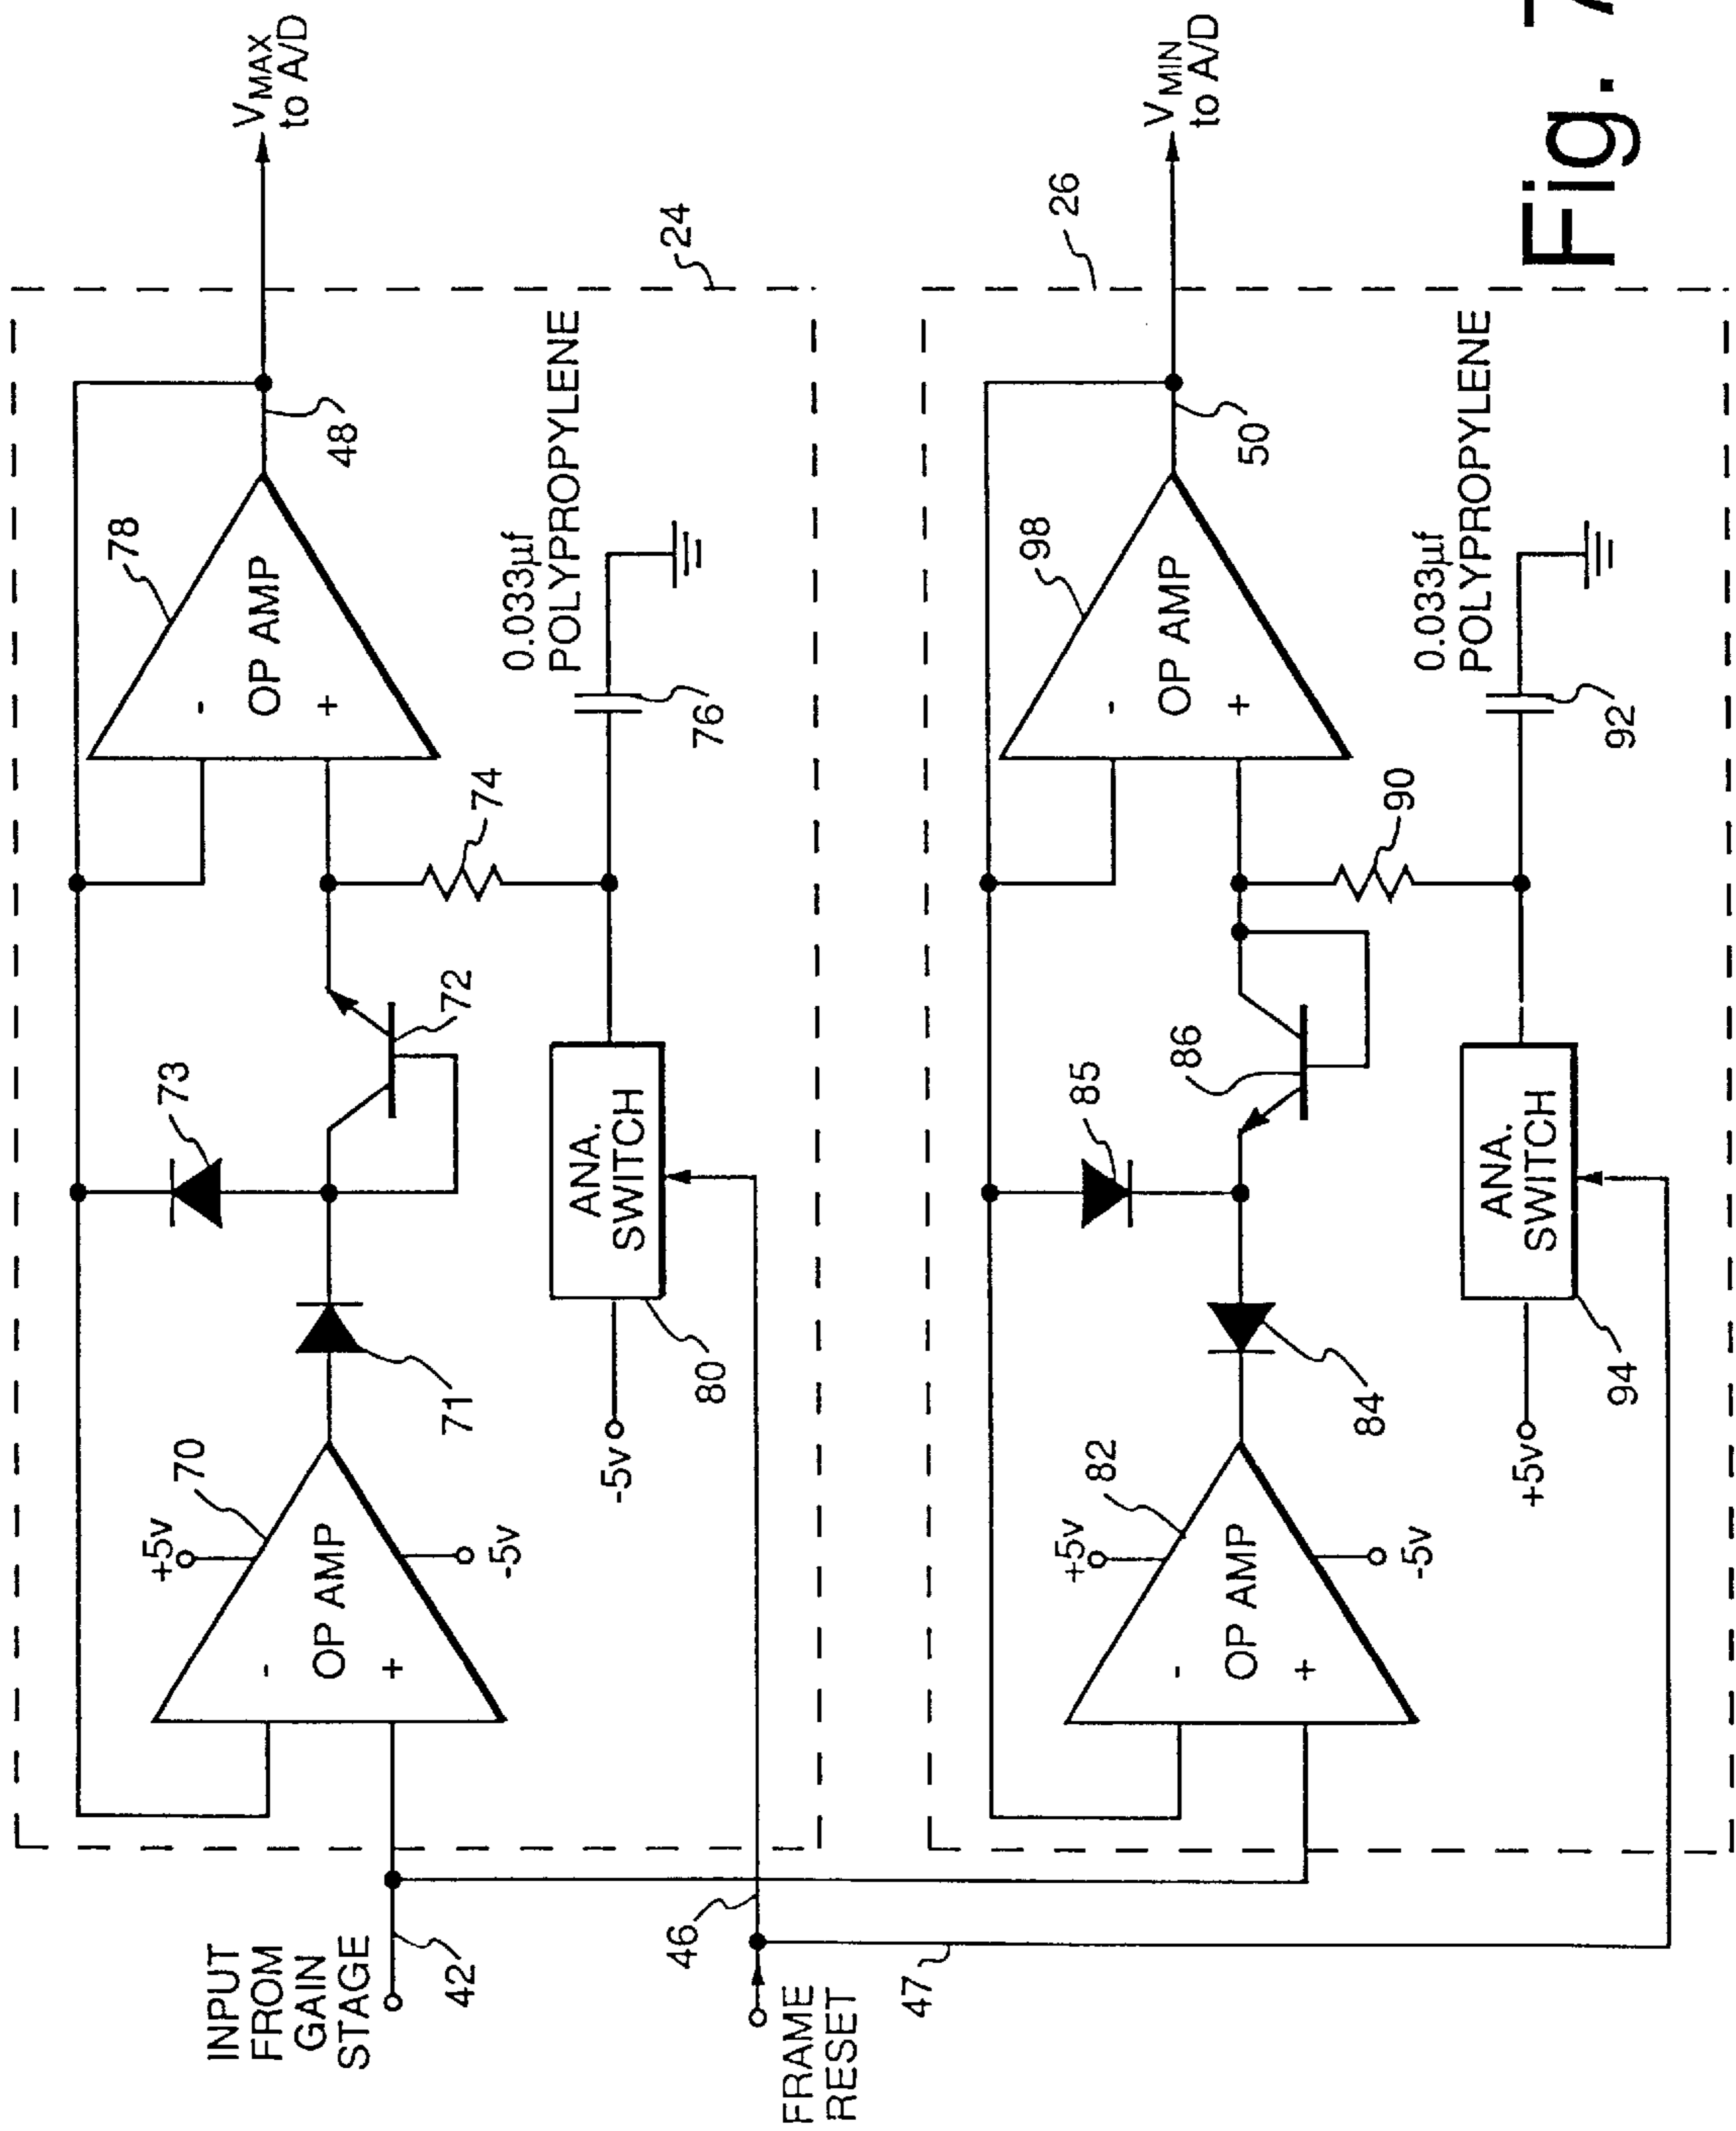 INPUT
FROM
GAIN
STAGE
42
+5v
70
-
OP AMP
+
-5v
71
73
72
74
78
-
OP AMP
+
48
VMAX
to A/D
24
-5v
80
ANA.
SWITCH
76
0.033µf
POLYPROPYLENE
FRAME
RESET
46
47
+5v
82
-
OP AMP
+
-5v
84
85
86
90
98
-
OP AMP
+
50
VMIN
to A/D
26
+5v
94
ANA.
SWITCH
92
0.033µf
POLYPROPYLENE
Fig. 7